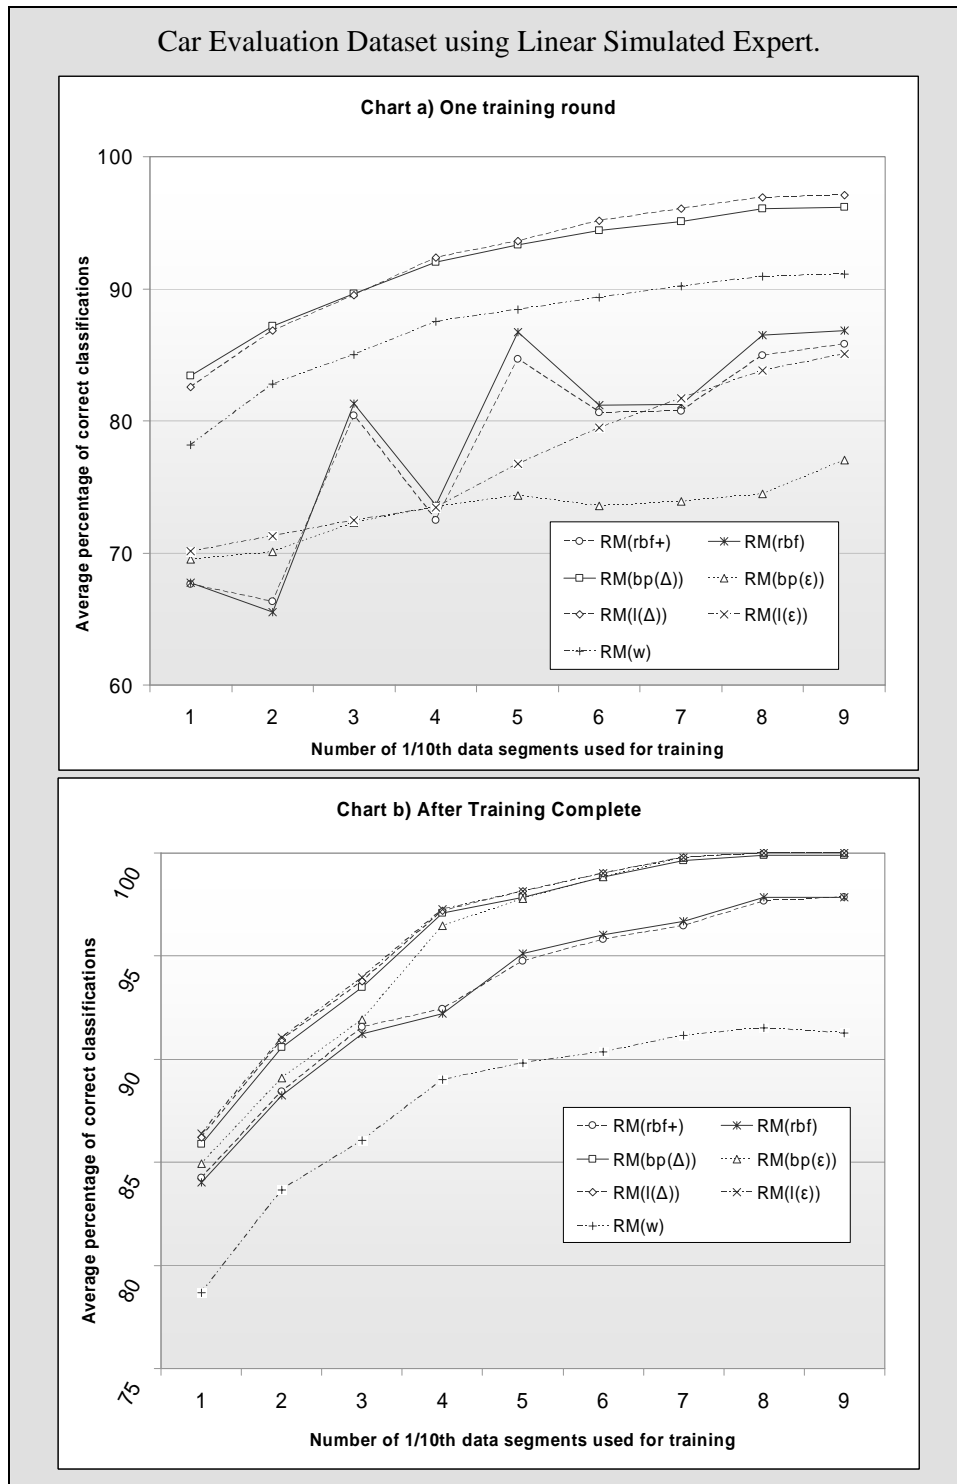 Car Evaluation Dataset using Linear Simulated Expert.
Chart a) One training round
Average percentage of correct classifications
100
90
80
70
60
RM(rbf+) RM(rbf)
RM(bp(Δ)) RM(bp(ε))
RM(l(Δ)) RM(l(ε))
RM(w)
1 2 3 4 5 6 7 8 9
Number of 1/10th data segments used for training
Chart b) After Training Complete
Average percentage of correct classifications
100
95
90
85
80
75
RM(rbf+) RM(rbf)
RM(bp(Δ)) RM(bp(ε))
RM(l(Δ)) RM(l(ε))
RM(w)
1 2 3 4 5 6 7 8 9
Number of 1/10th data segments used for training